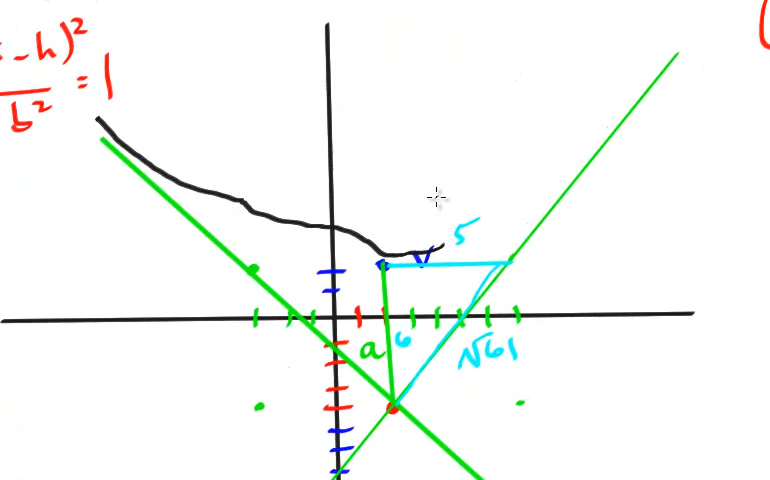 - h)² = 1
b²
5
V
a 6
√61